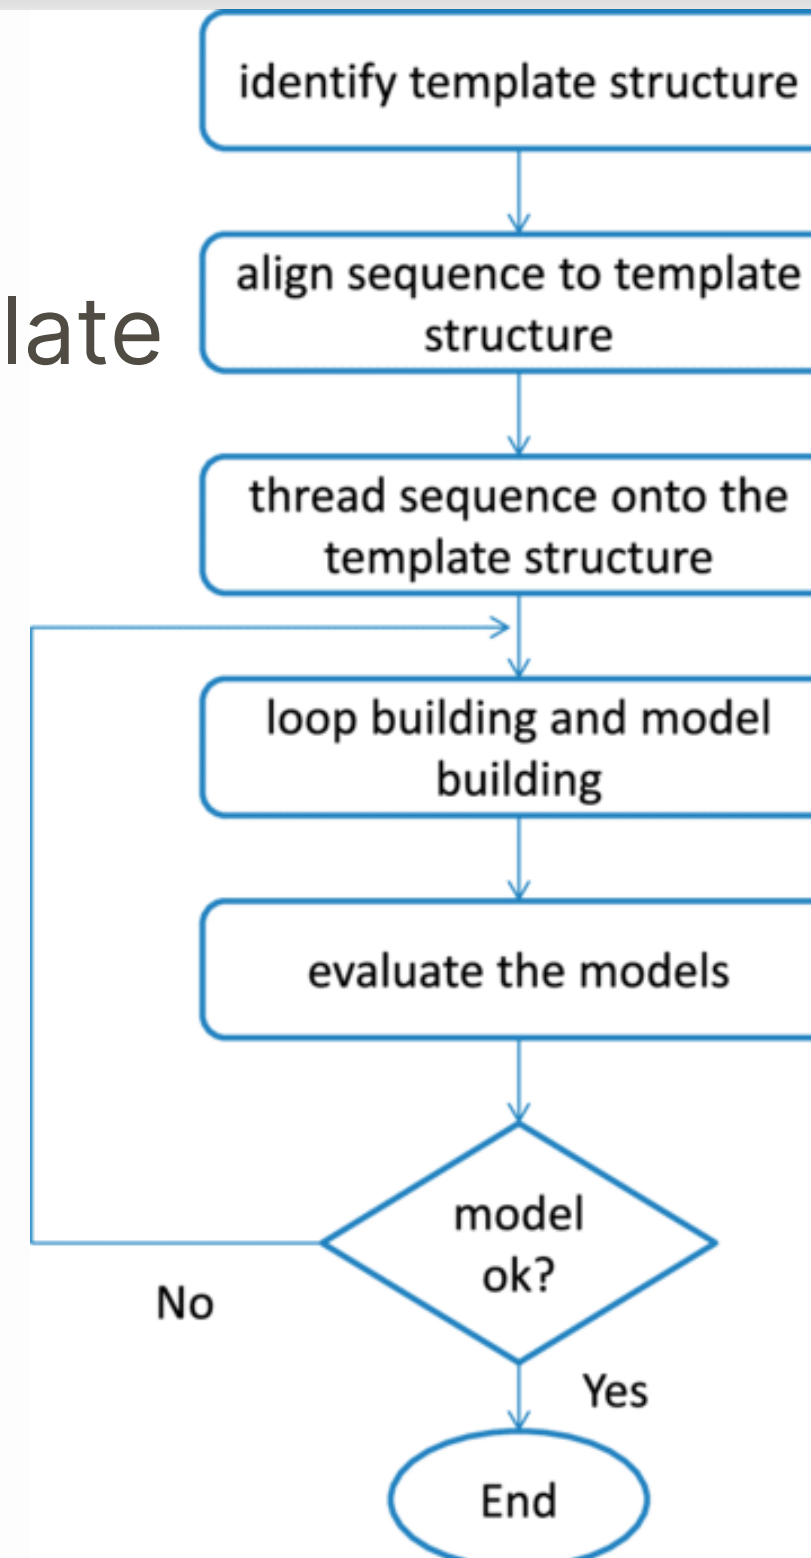 identify template structure
align sequence to template
structure
late
thread sequence onto the
template structure
loop building and model
building
evaluate the models
model
ok?
No
Yes
End